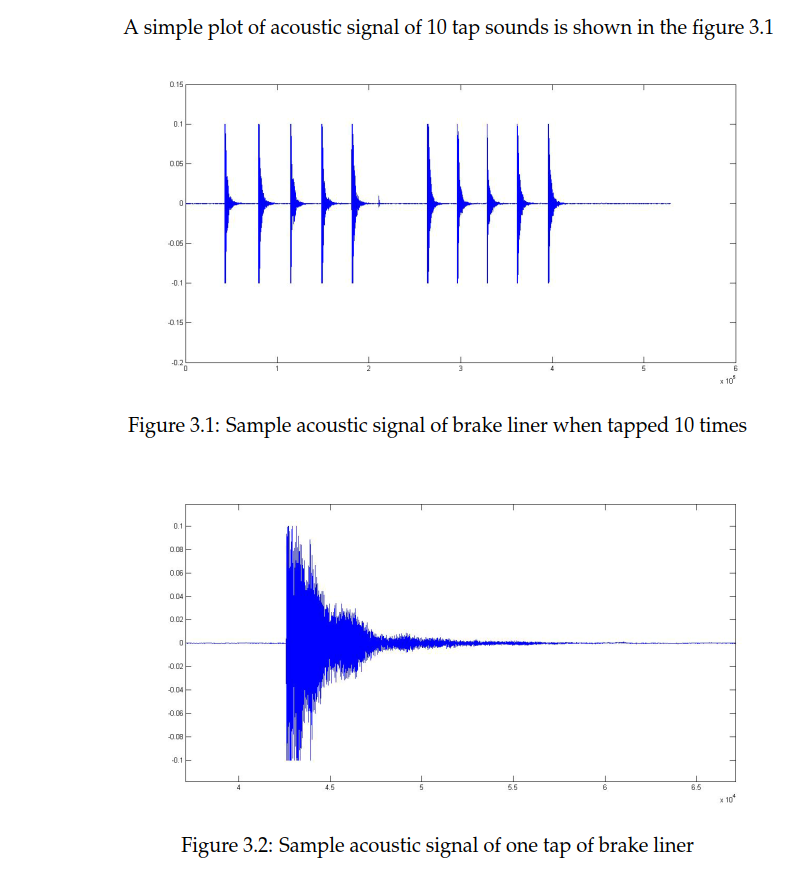 A simple plot of acoustic signal of 10 tap sounds is shown in the figure 3.1
0.15
0.1
0.05
0
-0.05
-0.1
-0.15
-0.2
0 1 2 3 4 5 6
x 10^5
Figure 3.1: Sample acoustic signal of brake liner when tapped 10 times
0.1
0.08
0.06
0.04
0.02
0
-0.02
-0.04
-0.06
-0.08
-0.1
4 4.5 5 5.5 6 6.5
x 10^4
Figure 3.2: Sample acoustic signal of one tap of brake liner